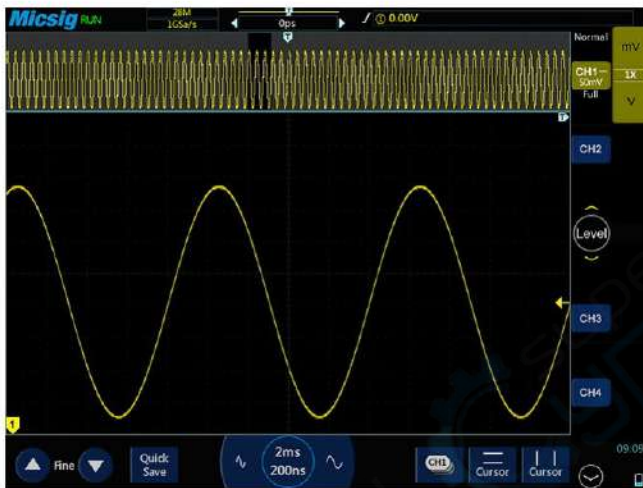 Micsig RUN
28M
1GSa/s
0ps
T
① 0.00V
Normal
mV
CH1
50mV
1X
Full
V
T
CH2
Level
CH3
CH4
1
Fine
Quick
Save
2ms
200ns
CH1
Cursor
Cursor
09:09